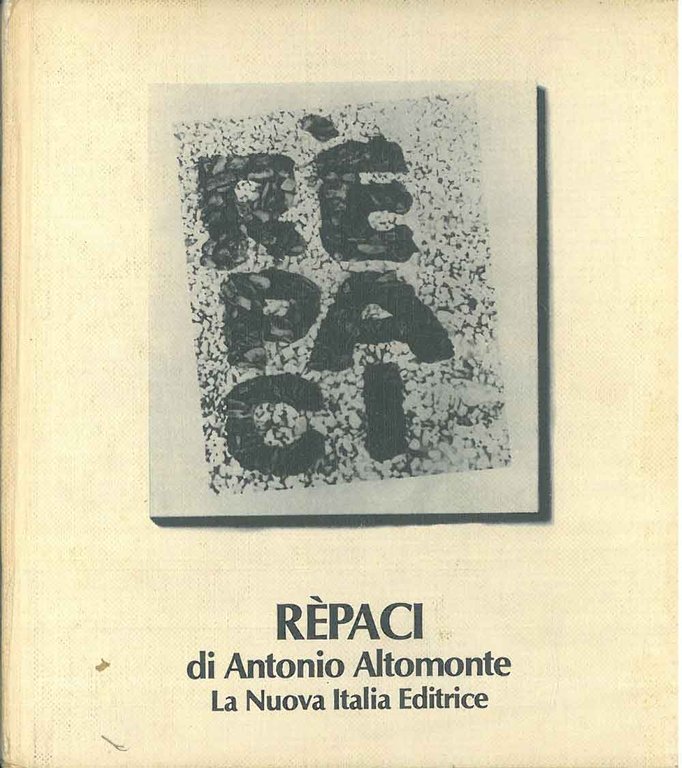 RÈ
PA
CI
RÈPACI
di Antonio Altomonte
La Nuova Italia Editrice